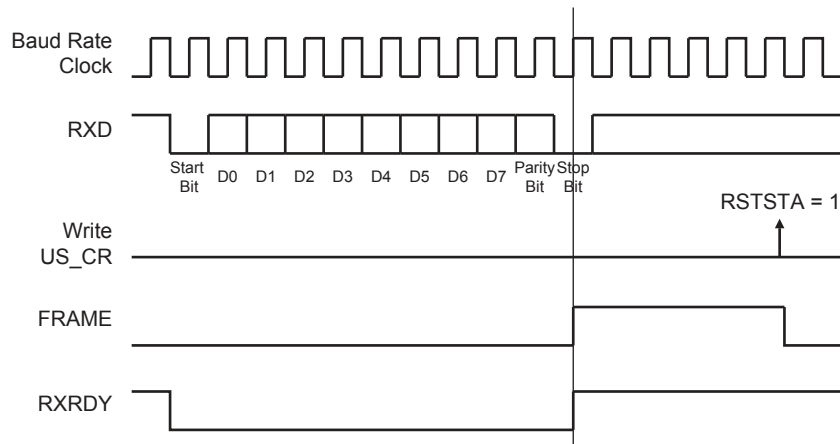 Baud Rate
Clock
RXD
Start
Bit
D0
D1
D2
D3
D4
D5
D6
D7
Parity
Bit
Stop
Bit
RSTSTA = 1
Write
US_CR
FRAME
RXRDY